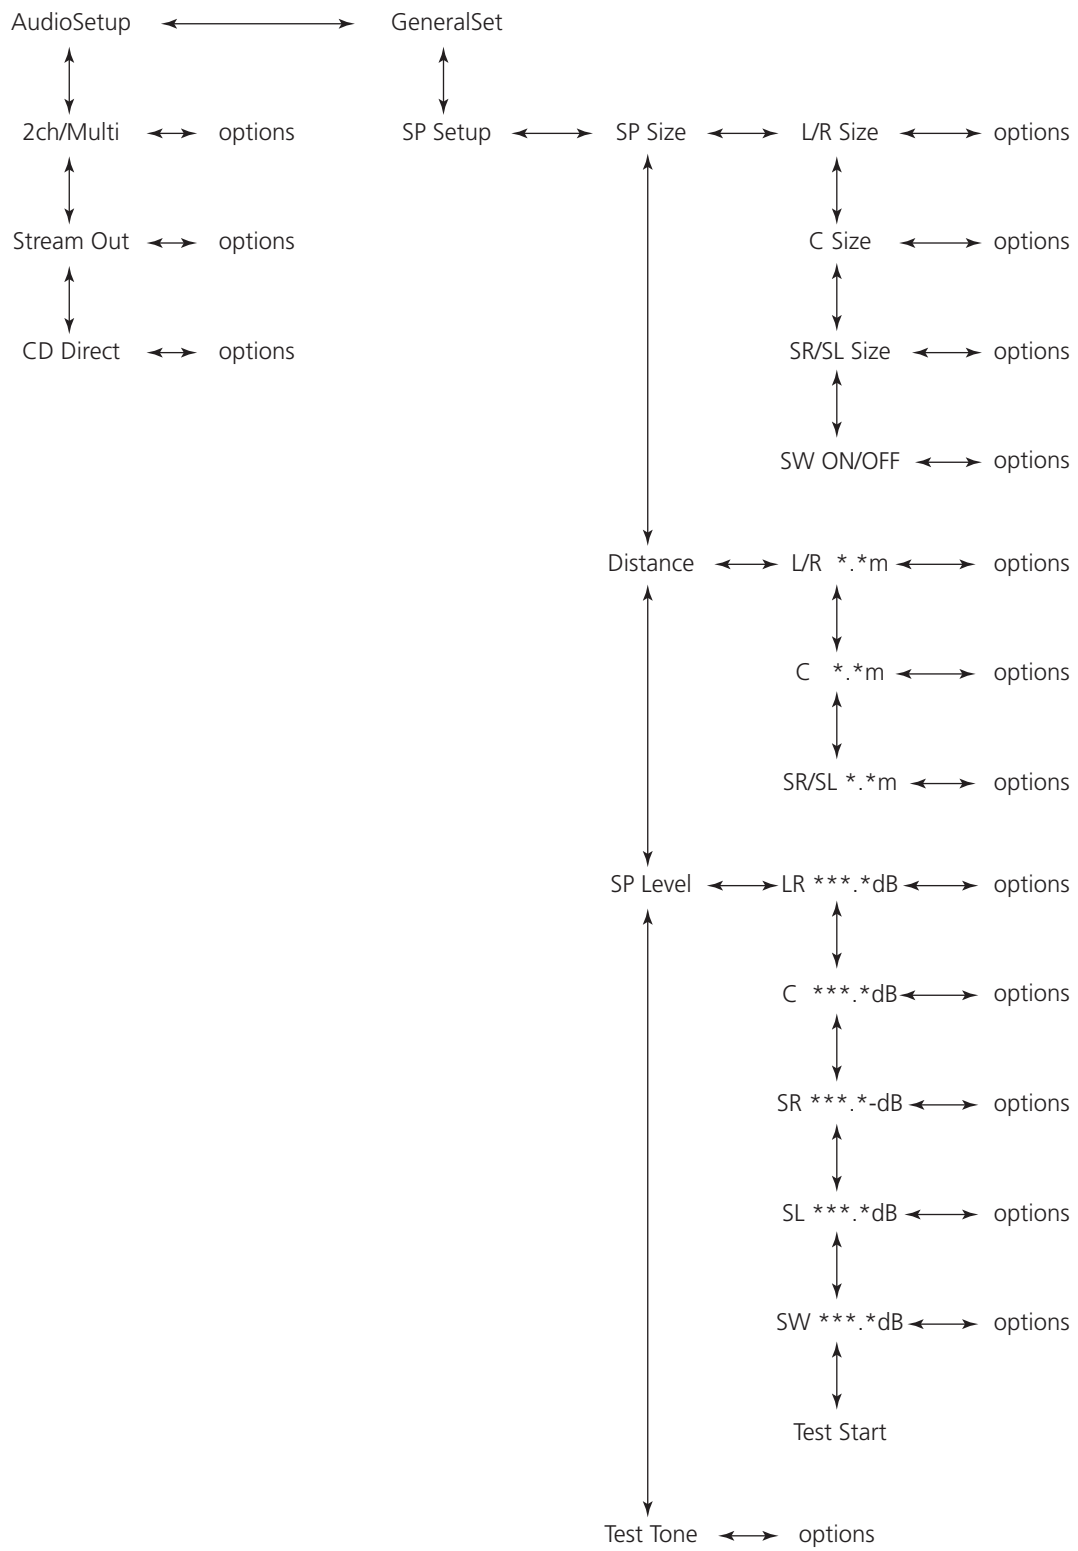 AudioSetup GeneralSet
2ch/Multi options SP Setup SP Size L/R Size options
Stream Out options C Size options
CD Direct options SR/SL Size options
SW ON/OFF options
Distance L/R *.*m options
C *.*m options
SR/SL *.*m options
SP Level LR ***.*dB options
C ***.*dB options
SR ***.*-dB options
SL ***.*dB options
SW ***.*dB options
Test Start
Test Tone options